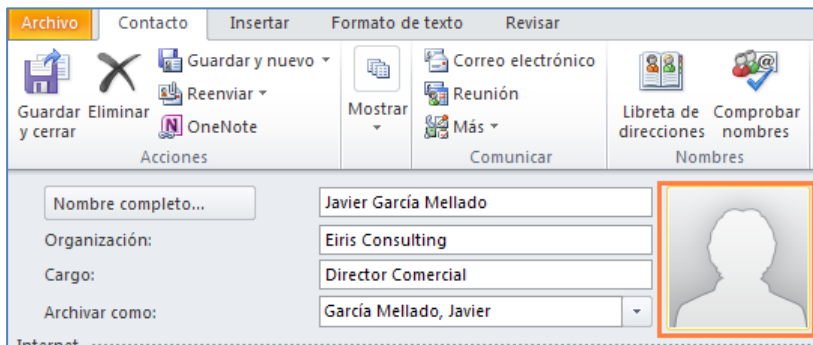 Archivo Contacto Insertar Formato de texto Revisar
Guardar y cerrar
Eliminar
Guardar y nuevo
Reenviar
OneNote
Acciones
Mostrar
Correo electrónico
Reunión
Más
Comunicar
Libreta de direcciones
Comprobar nombres
Nombres
Nombre completo... Javier García Mellado
Organización: Eiris Consulting
Cargo: Director Comercial
Archivar como: García Mellado, Javier
Internet